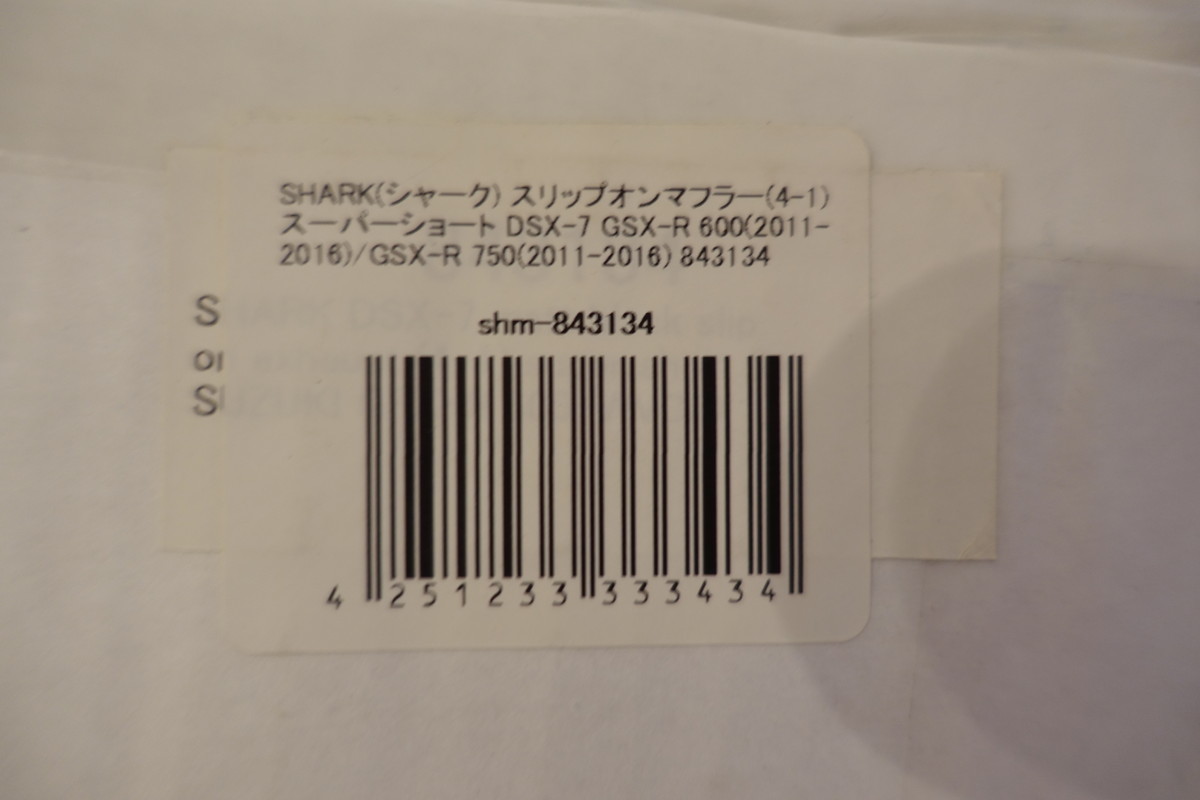 SHARK(シャーク) スリップオンマフラー(4-1)
スーパーショート DSX-7 GSX-R 600(2011-
2016)/GSX-R 750(2011-2016) 843134
shm-843134
4 251233 333434